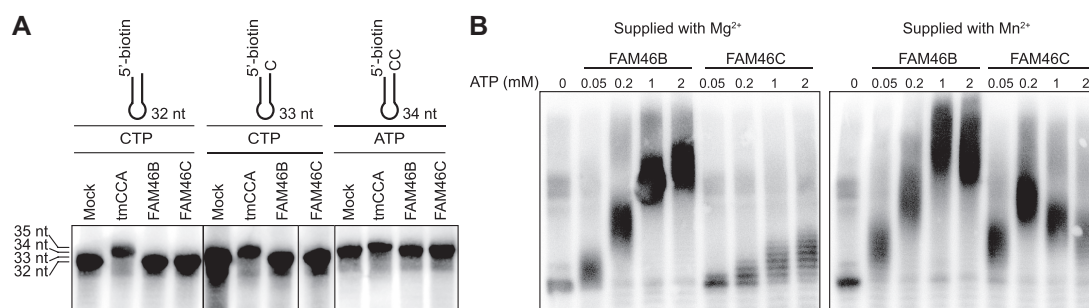 A
5'-biotin
5'-biotin
C
5'-biotin
CC
32 nt
33 nt
34 nt
CTP
CTP
ATP
Mock
tmCCA
FAM46B
FAM46C
Mock
tmCCA
FAM46B
FAM46C
Mock
tmCCA
FAM46B
FAM46C
35 nt
34 nt
33 nt
32 nt
B
Supplied with Mg²⁺
Supplied with Mn²⁺
FAM46B
FAM46C
FAM46B
FAM46C
ATP (mM) 0 0.05 0.2 1 2 0.05 0.2 1 2 0 0.05 0.2 1 2 0.05 0.2 1 2